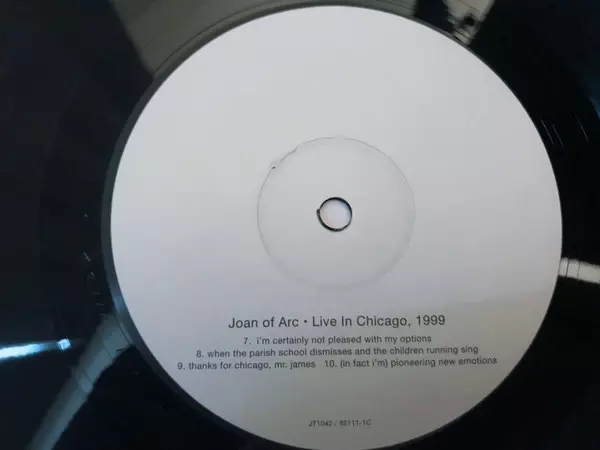 Joan of Arc • Live In Chicago, 1999
7. i'm certainly not pleased with my options
8. when the parish school dismisses and the children running sing
9. thanks for chicago, mr. james 10. (in fact i'm) pioneering new emotions
JT1042 / 62111-1C